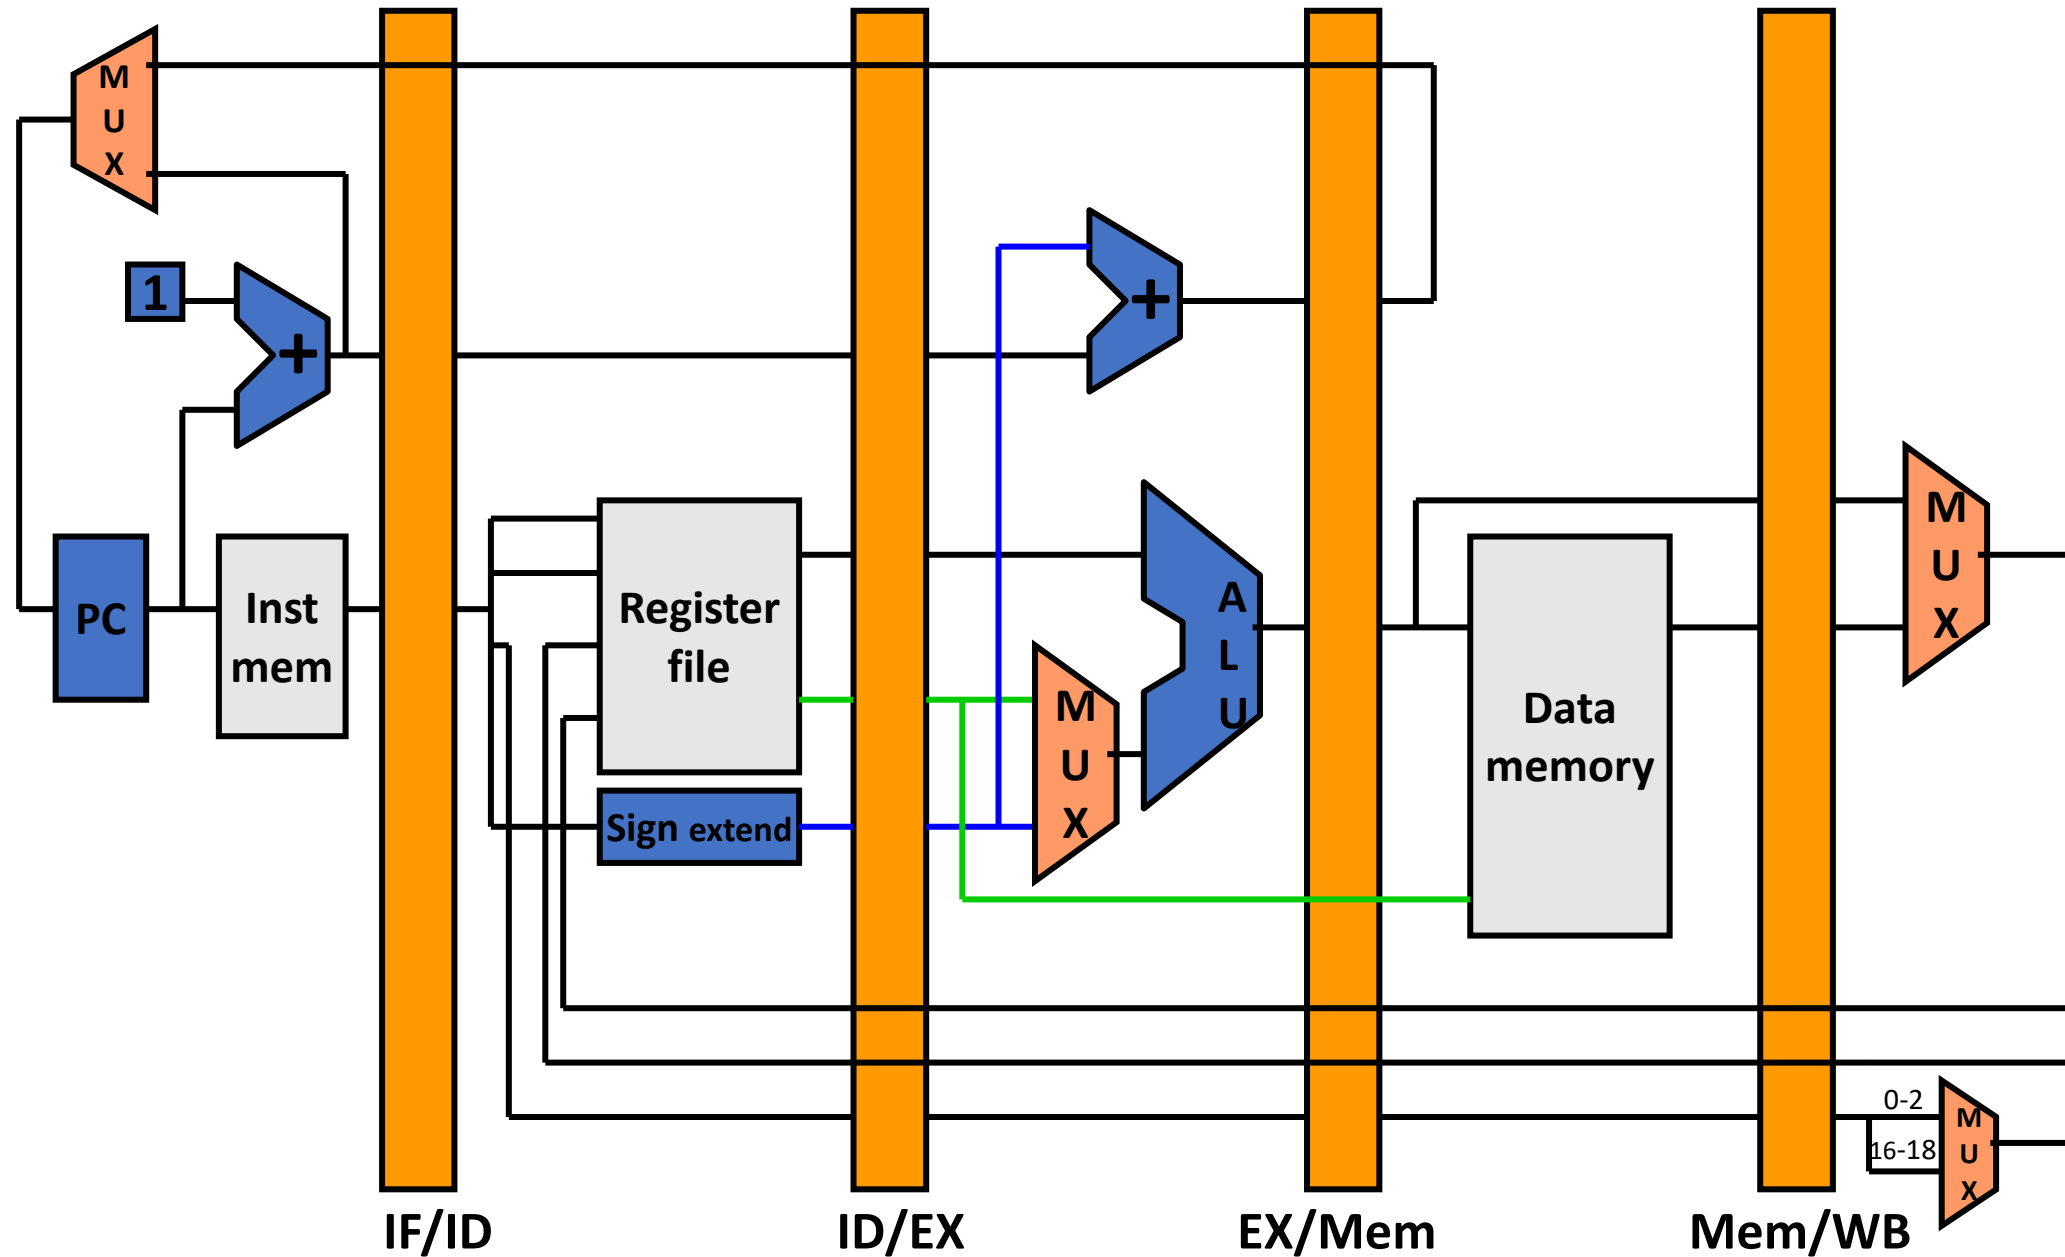 M
U
X
1
+
+
PC
Inst
mem
Register
file
Sign extend
M
U
X
A
L
U
Data
memory
M
U
X
0-2
16-18
M
U
X
IF/ID
ID/EX
EX/Mem
Mem/WB